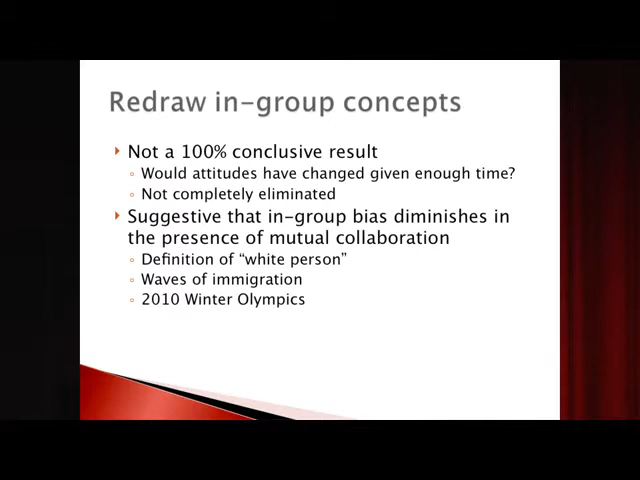 Redraw in-group concepts
Not a 100% conclusive result
Would attitudes have changed given enough time?
Not completely eliminated
Suggestive that in-group bias diminishes in
the presence of mutual collaboration
Definition of “white person”
Waves of immigration
2010 Winter Olympics